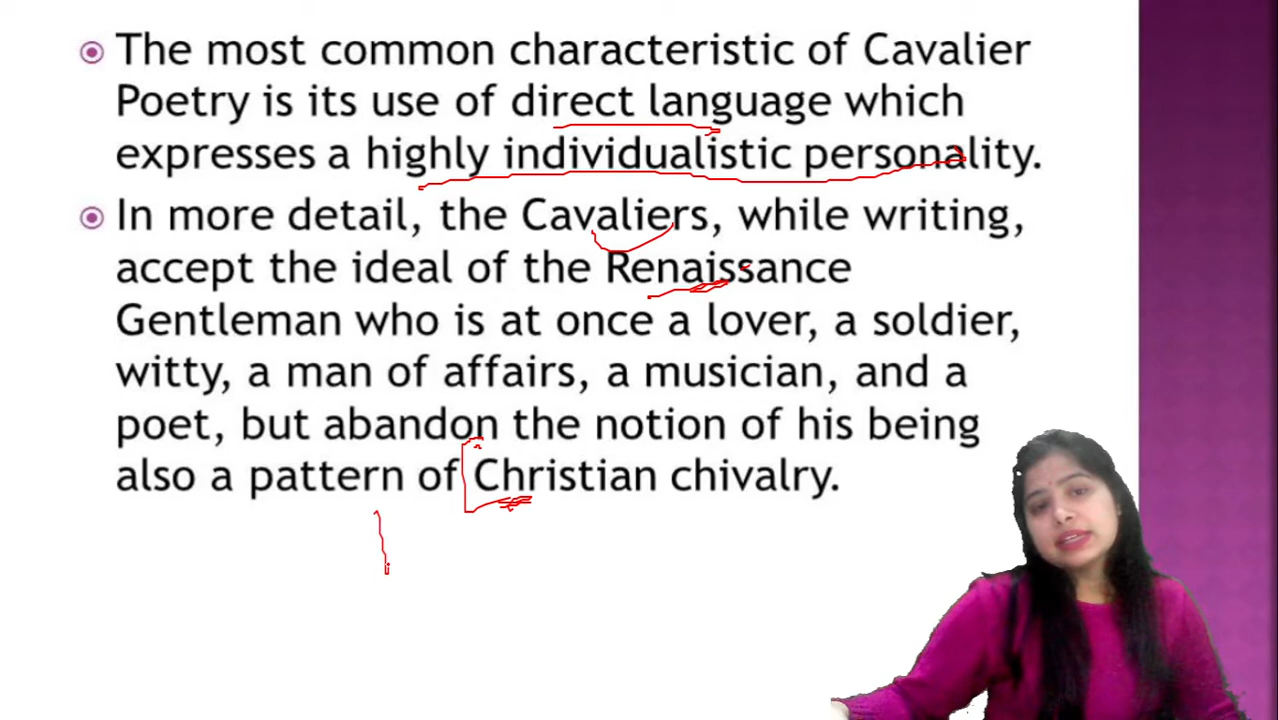 The most common characteristic of Cavalier
Poetry is its use of direct language which
expresses a highly individualistic personality.
In more detail, the Cavaliers, while writing,
accept the ideal of the Renaissance
Gentleman who is at once a lover, a soldier,
witty, a man of affairs, a musician, and a
poet, but abandon the notion of his being
also a pattern of Christian chivalry.